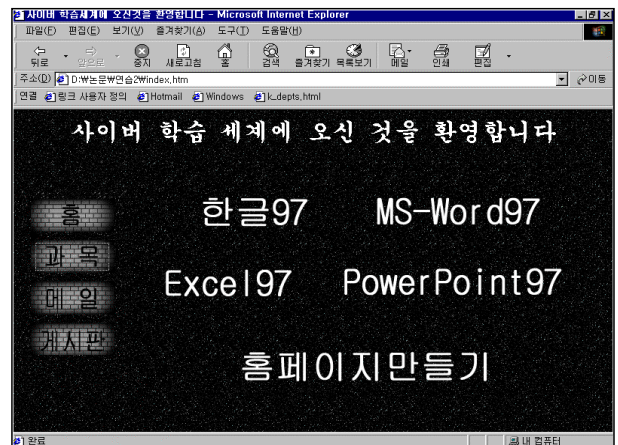 사이버 학습세계에 오신것을 환영합니다 - Microsoft Internet Explorer
파일(F) 편집(E) 보기(V) 즐겨찾기(A) 도구(T) 도움말(H)
뒤로 앞으로 중지 새로고침 홈 검색 즐겨찾기 목록보기 메일 인쇄 편집
주소(D) D:\논문\연습2\index.htm 이동
연결 링크 사용자 정의 Hotmail Windows k_depts.html
사이버 학습 세계에 오신 것을 환영합니다
홈 한글97 MS-Word97
과 목
Excel97 PowerPoint97
메 일
게시판
홈페이지만들기
완료 내 컴퓨터